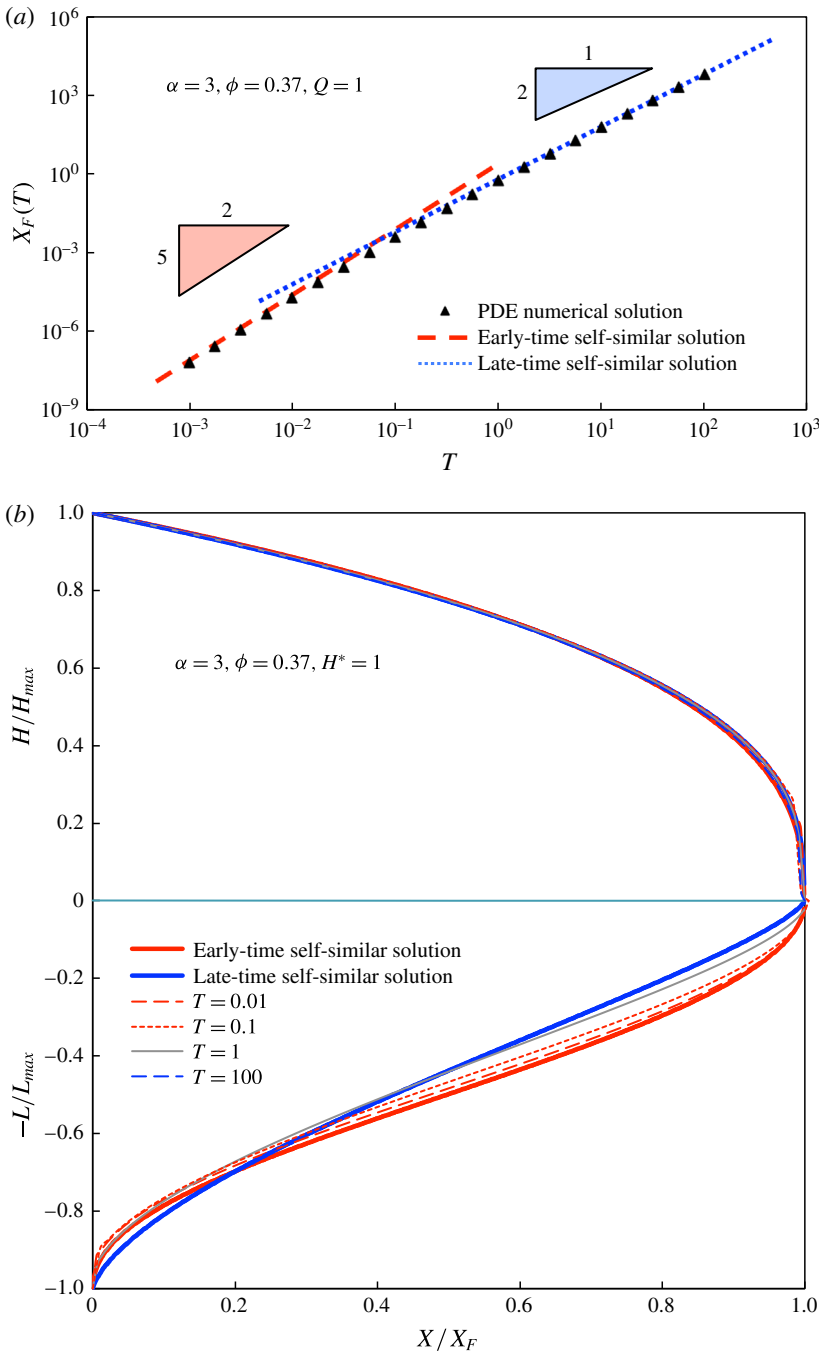 (a)
10^6
10^3
10^0
10^−3
10^−6
10^−9
X_F(T)
α = 3, ϕ = 0.37, Q = 1
1
2
2
5
PDE numerical solution
Early-time self-similar solution
Late-time self-similar solution
10^−4
10^−3
10^−2
10^−1
10^0
10^1
10^2
10^3
T
(b)
1.0
0.8
0.6
0.4
0.2
0
−0.2
−0.4
−0.6
−0.8
−1.0
H/H_max
−L/L_max
α = 3, ϕ = 0.37, H* = 1
Early-time self-similar solution
Late-time self-similar solution
T = 0.01
T = 0.1
T = 1
T = 100
0
0.2
0.4
0.6
0.8
1.0
X/X_F